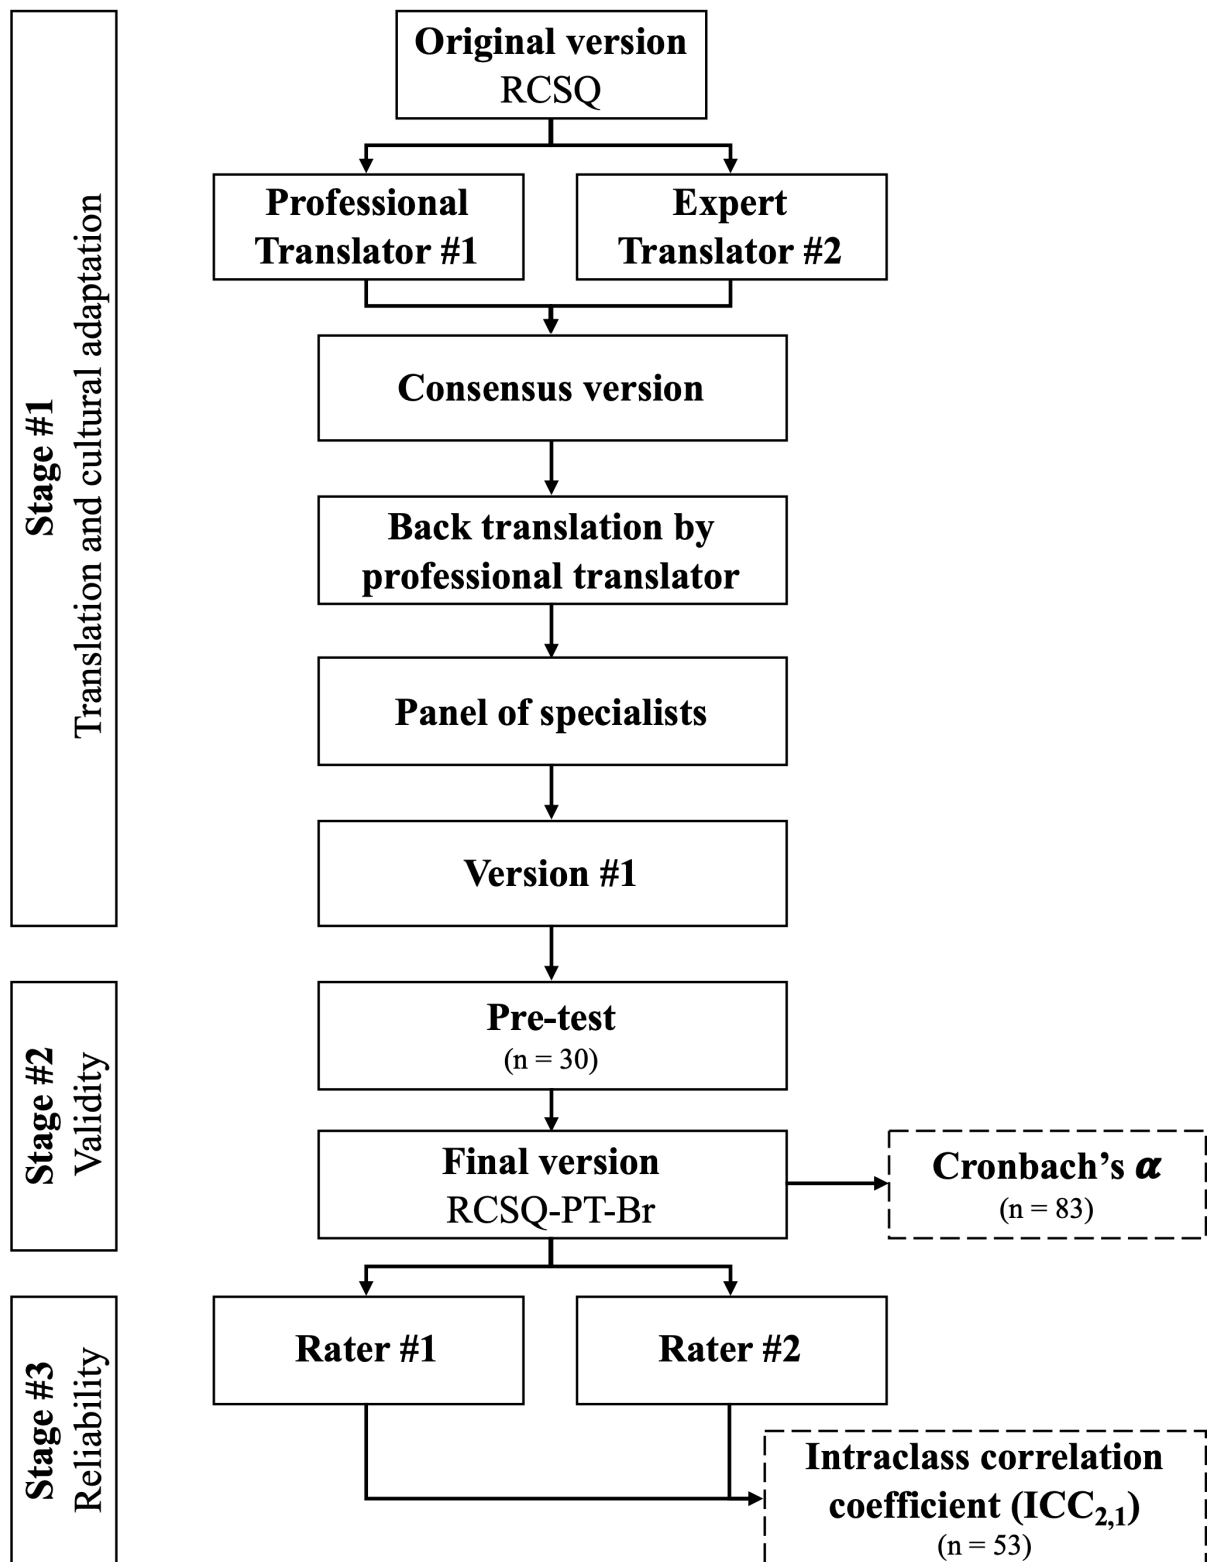 Stage #1
Translation and cultural adaptation
Original version
RCSQ
Professional
Translator #1
Expert
Translator #2
Consensus version
Back translation by
professional translator
Panel of specialists
Version #1
Stage #2
Validity
Pre-test
(n = 30)
Final version
RCSQ-PT-Br
Cronbach’s α
(n = 83)
Stage #3
Reliability
Rater #1
Rater #2
Intraclass correlation
coefficient (ICC2,1)
(n = 53)